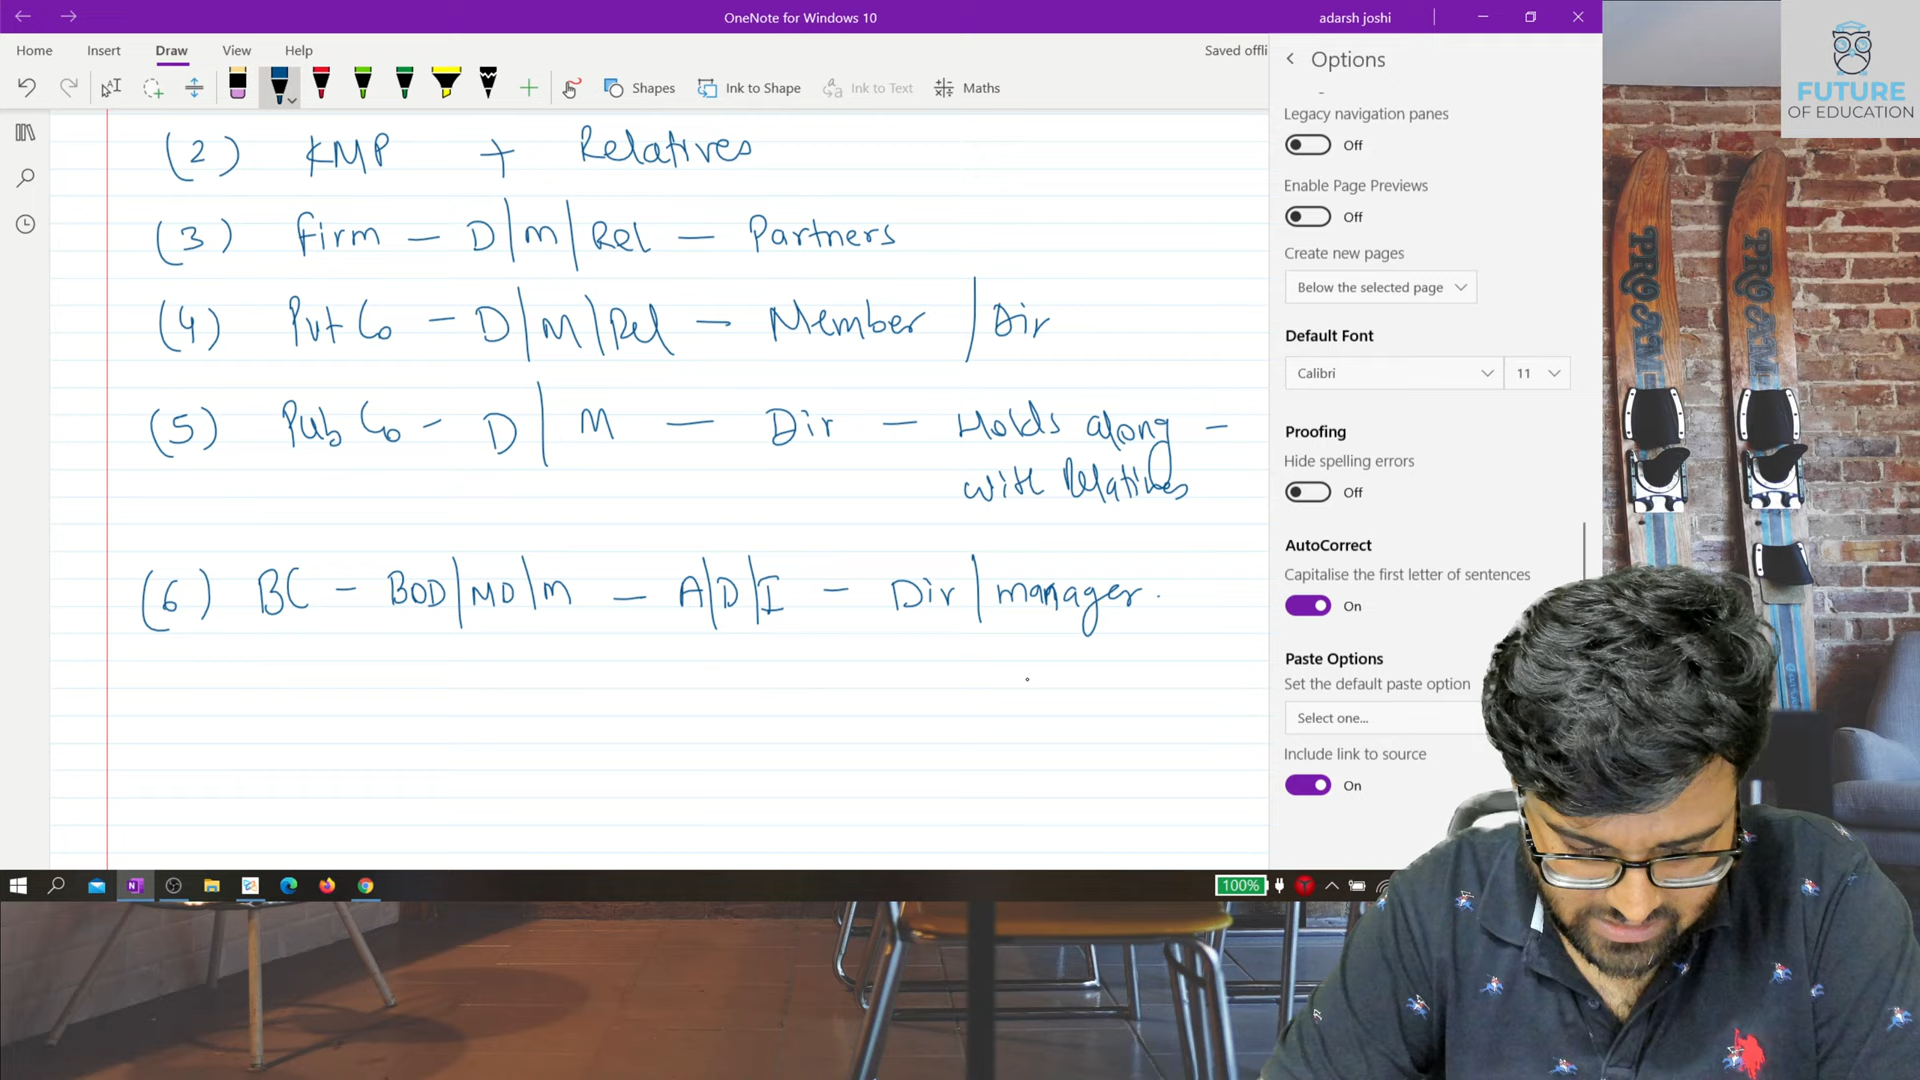 OneNote for Windows 10
adarsh joshi
Home Insert Draw View Help
Saved offli
Shapes Ink to Shape Ink to Text Maths
(2) KMP + Relatives
(3) Firm - D|M|Rel - Partners
(4) Pvt Co - D|M|Rel - Member | Dir
(5) Pub Co - D|M - Dir - Holds along -
with Relatives
(6) BC - BOD|MD|M - A|D|I - Dir|manager.
Options
Legacy navigation panes
Off
Enable Page Previews
Off
Create new pages
Below the selected page
Default Font
Calibri 11
Proofing
Hide spelling errors
Off
AutoCorrect
Capitalise the first letter of sentences
On
Paste Options
Set the default paste option
Select one...
Include link to source
On
100%
FUTURE
OF EDUCATION
PRO AM
PRO AM